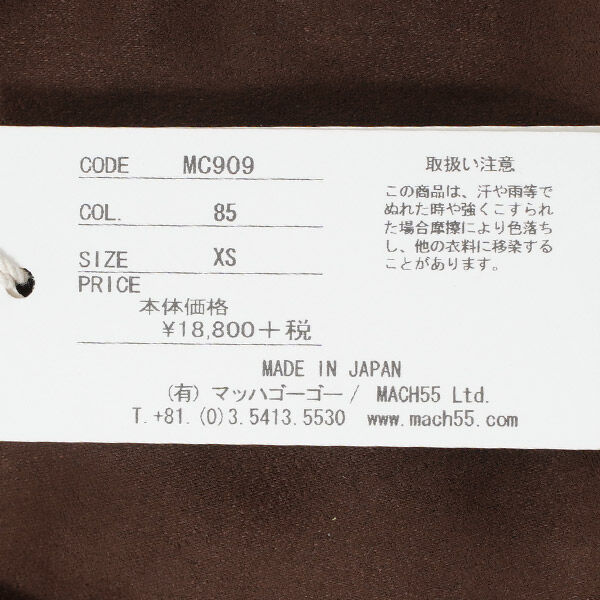 CODE MC909
COL. 85
SIZE XS
PRICE
本体価格
¥18,800+税
取扱い注意
この商品は、汗や雨等で
ぬれた時や強くこすられ
た場合摩擦により色落ち
し、他の衣料に移染する
ことがあります。
MADE IN JAPAN
(有) マッハゴーゴー/ MACH55 Ltd.
T.+81.(0)3.5413.5530 www.mach55.com